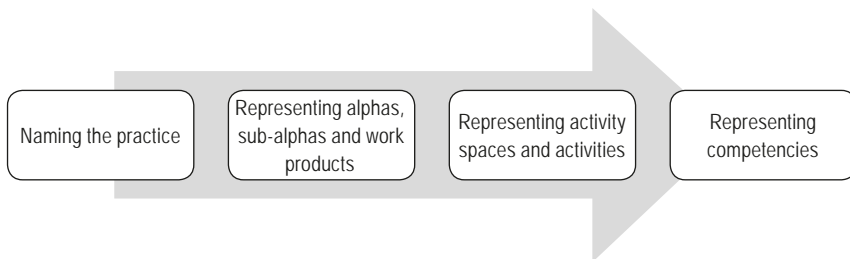 Naming the practice
Representing alphas,
sub-alphas and work
products
Representing activity
spaces and activities
Representing
competencies